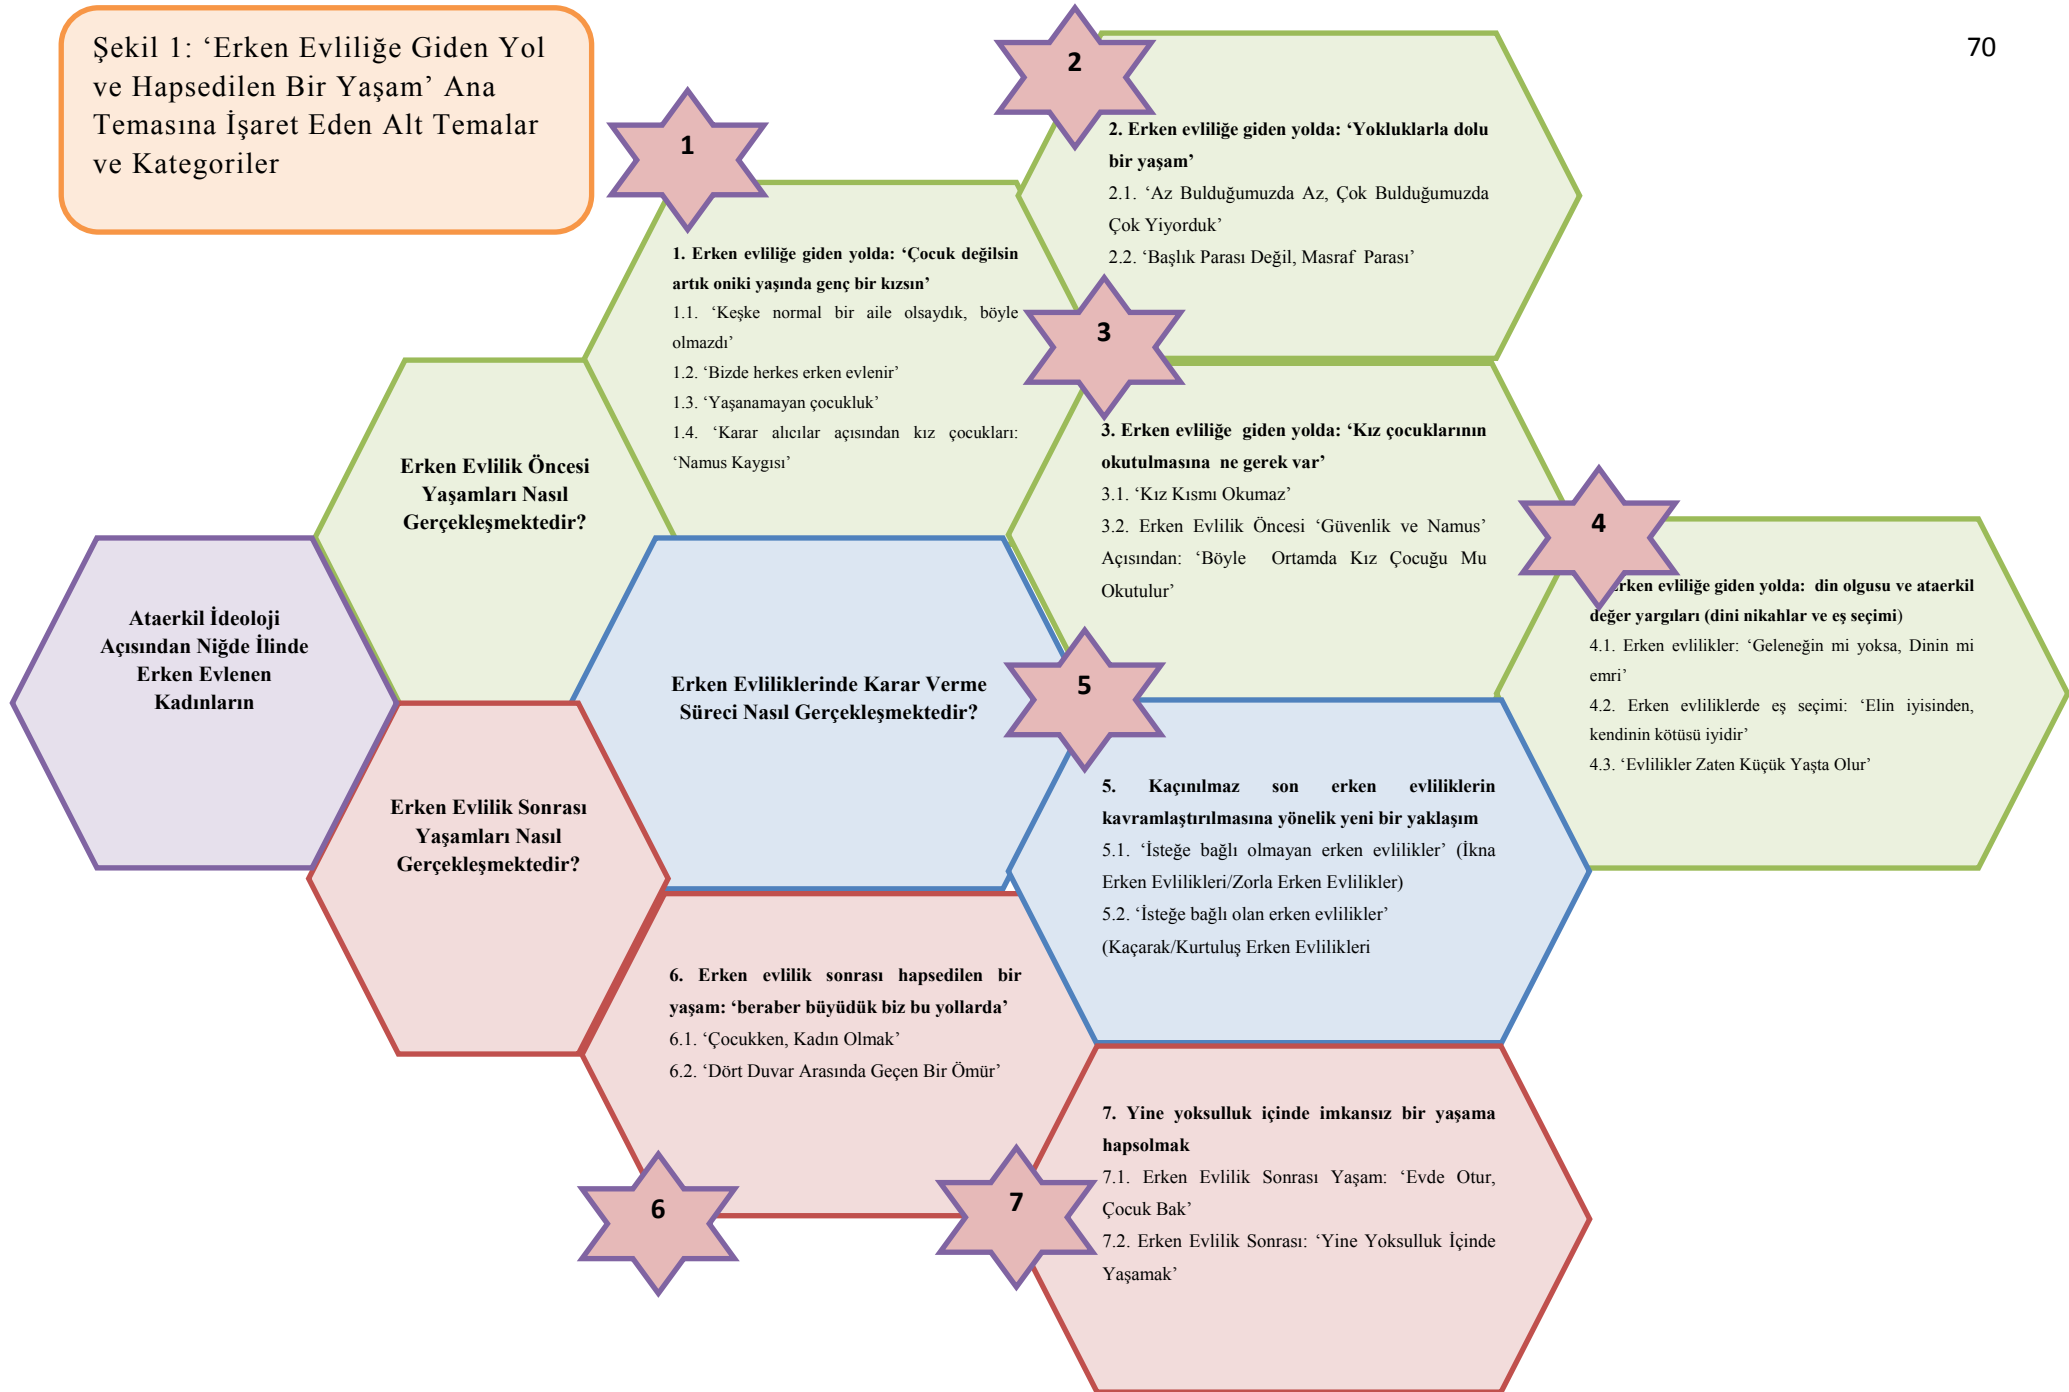 Şekil 1: ‘Erken Evliliğe Giden Yol
ve Hapsedilen Bir Yaşam’ Ana
Temasına İşaret Eden Alt Temalar
ve Kategoriler
70
1
2
2. Erken evliliğe giden yolda: ‘Yokluklarla dolu
bir yaşam’
2.1. ‘Az Bulduğumuzda Az, Çok Bulduğumuzda
Çok Yiyorduk’
2.2. ‘Başlık Parası Değil, Masraf Parası’
1. Erken evliliğe giden yolda: ‘Çocuk değilsin
artık oniki yaşında genç bir kızsın’
1.1. ‘Keşke normal bir aile olsaydık, böyle
olmazdı’
1.2. ‘Bizde herkes erken evlenir’
1.3. ‘Yaşanamayan çocukluk’
1.4. ‘Karar alıcılar açısından kız çocukları:
‘Namus Kaygısı’
3
3. Erken evliliğe giden yolda: ‘Kız çocuklarının
okutulmasına ne gerek var’
3.1. ‘Kız Kısmı Okumaz’
3.2. Erken Evlilik Öncesi ‘Güvenlik ve Namus’
Açısından: ‘Böyle Ortamda Kız Çocuğu Mu
Okutulur’
4
erken evliliğe giden yolda: din olgusu ve ataerkil
değer yargıları (dini nikahlar ve eş seçimi)
4.1. Erken evlilikler: ‘Geleneğin mi yoksa, Dinin mi
emri’
4.2. Erken evliliklerde eş seçimi: ‘Elin iyisinden,
kendinin kötüsü iyidir’
4.3. ‘Evlilikler Zaten Küçük Yaşta Olur’
Erken Evlilik Öncesi
Yaşamları Nasıl
Gerçekleşmektedir?
Ataerkil İdeoloji
Açısından Niğde İlinde
Erken Evlenen
Kadınların
Erken Evliliklerinde Karar Verme
Süreci Nasıl Gerçekleşmektedir?
Erken Evlilik Sonrası
Yaşamları Nasıl
Gerçekleşmektedir?
5
5. Kaçınılmaz son erken evliliklerin
kavramlaştırılmasına yönelik yeni bir yaklaşım
5.1. ‘İsteğe bağlı olmayan erken evlilikler’ (İkna
Erken Evlilikleri/Zorla Erken Evlilikler)
5.2. ‘İsteğe bağlı olan erken evlilikler’
(Kaçarak/Kurtuluş Erken Evlilikleri
6. Erken evlilik sonrası hapsedilen bir
yaşam: ‘beraber büyüdük biz bu yollarda’
6.1. ‘Çocukken, Kadın Olmak’
6.2. ‘Dört Duvar Arasında Geçen Bir Ömür’
6
7
7. Yine yoksulluk içinde imkansız bir yaşama
hapsolmak
7.1. Erken Evlilik Sonrası Yaşam: ‘Evde Otur,
Çocuk Bak’
7.2. Erken Evlilik Sonrası: ‘Yine Yoksulluk İçinde
Yaşamak’